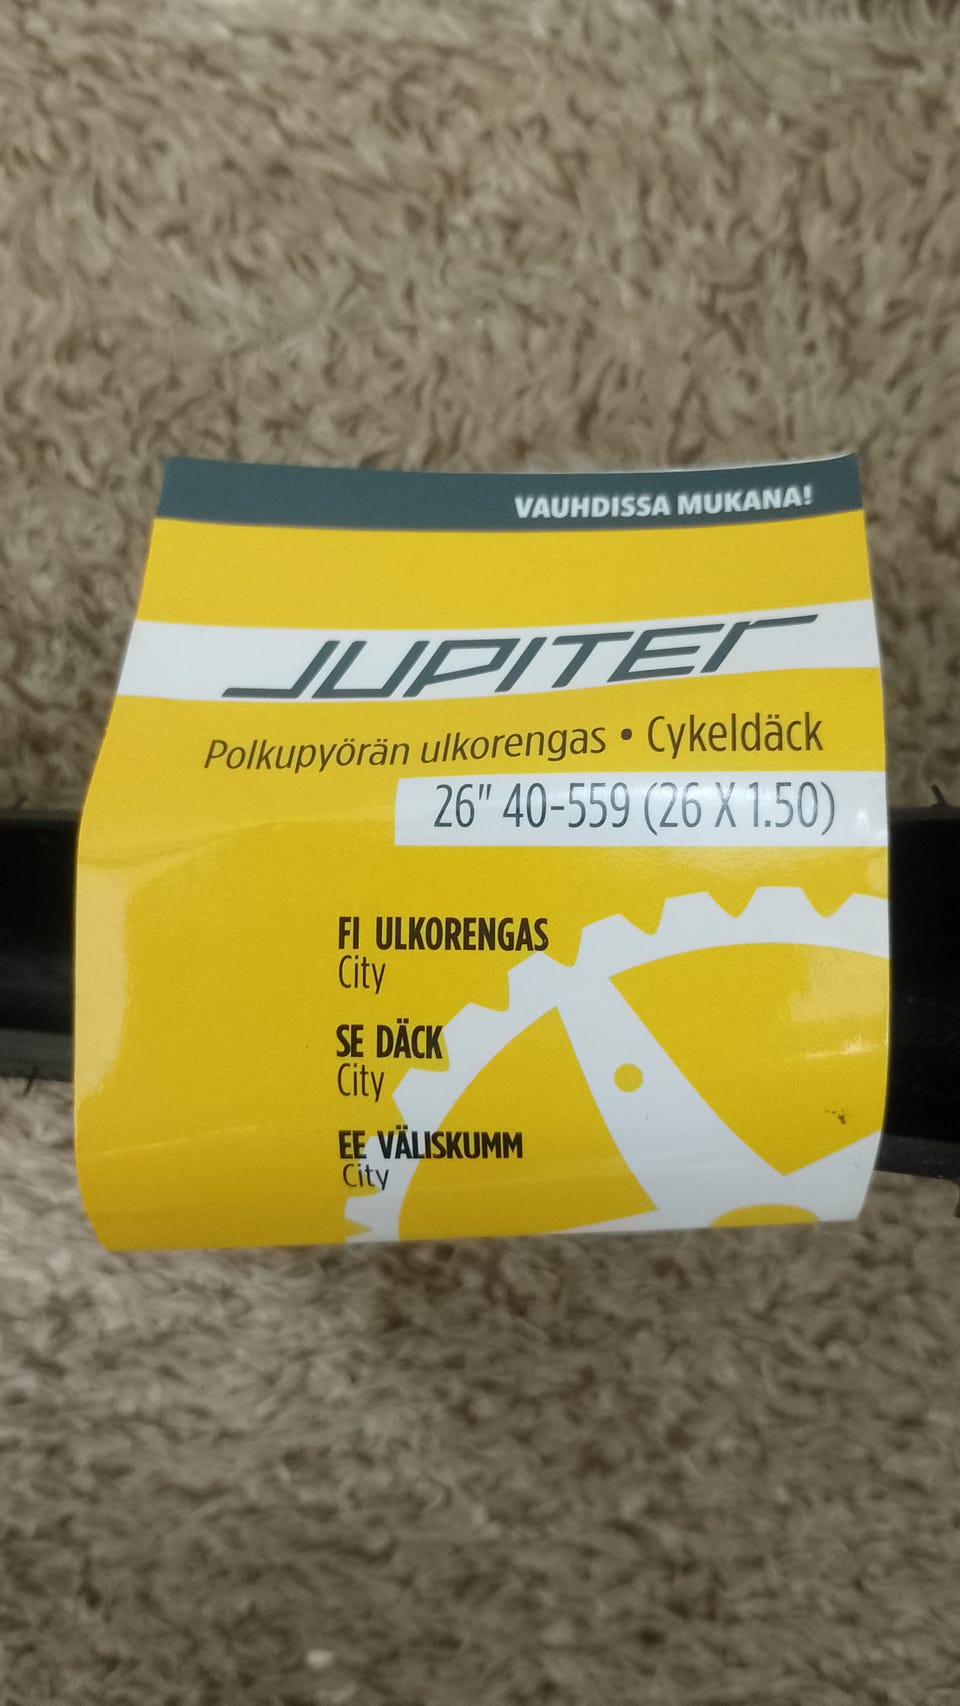 VAUHDISSA MUKANA!
JUPITER
Polkupyörän ulkorengas • Cykeldäck
26" 40-559 (26 X 1.50)
FI ULKORENGAS
City
SE DÄCK
City
EE VÄLISKUMM
City